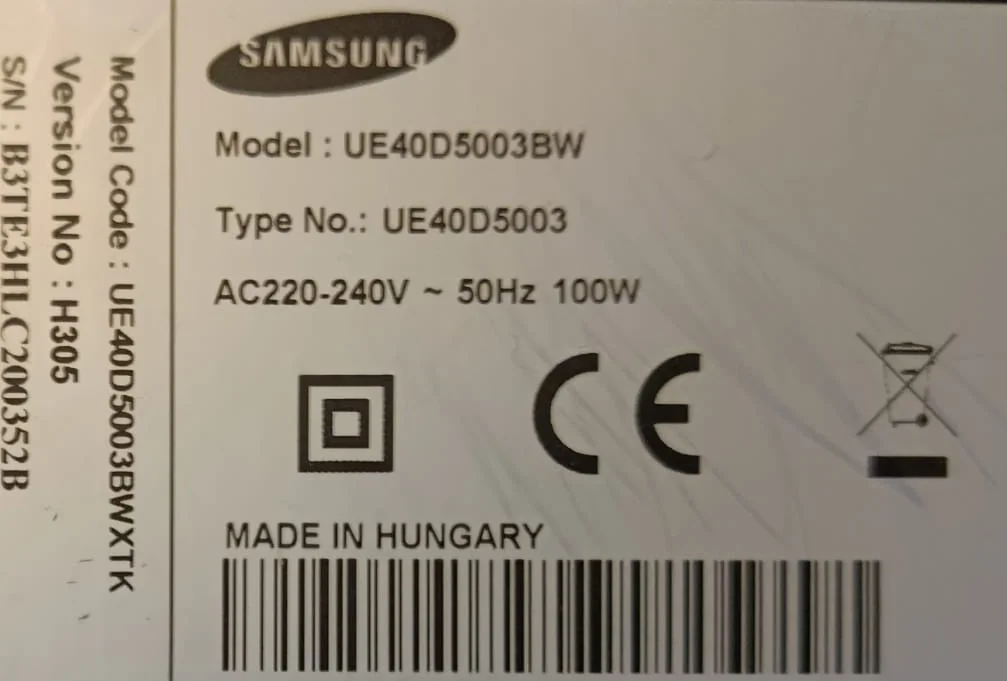 SAMSUNG
Model : UE40D5003BW
Type No.: UE40D5003
AC220-240V ~ 50Hz 100W
CE
MADE IN HUNGARY
Model Code : UE40D5003BWXTK
Version No : H305
S/N : B3TE3HLC200352B